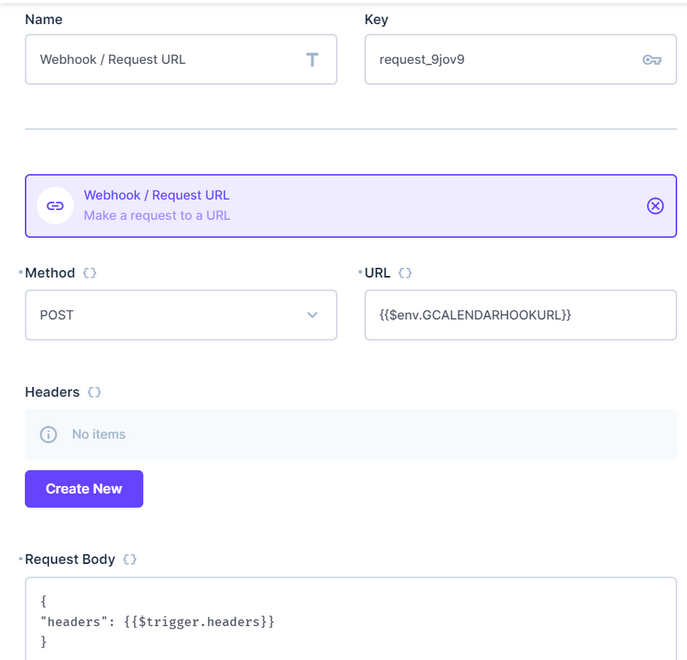 Name
Key
Webhook / Request URL
request_9jov9
Webhook / Request URL
Make a request to a URL
Method {}
URL {}
POST
{{$env.GCALENDARHOOKURL}}
Headers {}
No items
Create New
Request Body {}
{
"headers": {{$trigger.headers}}
}